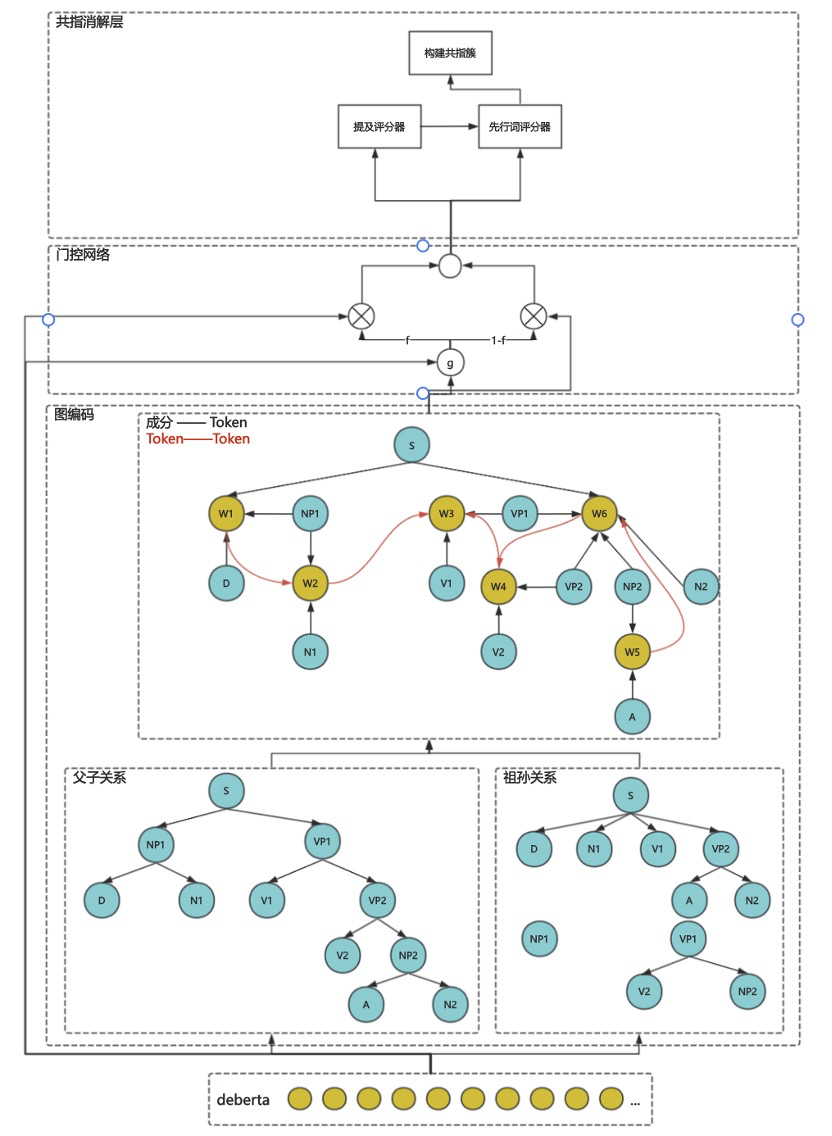 共指消解层
构建共指簇
提及评分器
先行词评分器
门控网络
f
1-f
g
图编码
成分 —— Token
Token——Token
S
W1
NP1
W3
VP1
W6
D
W2
V1
W4
VP2
NP2
N2
N1
V2
W5
A
父子关系
S
NP1
VP1
D
N1
V1
VP2
V2
NP2
A
N2
祖孙关系
S
D
N1
V1
VP2
A
N2
NP1
VP1
V2
NP2
deberta
...